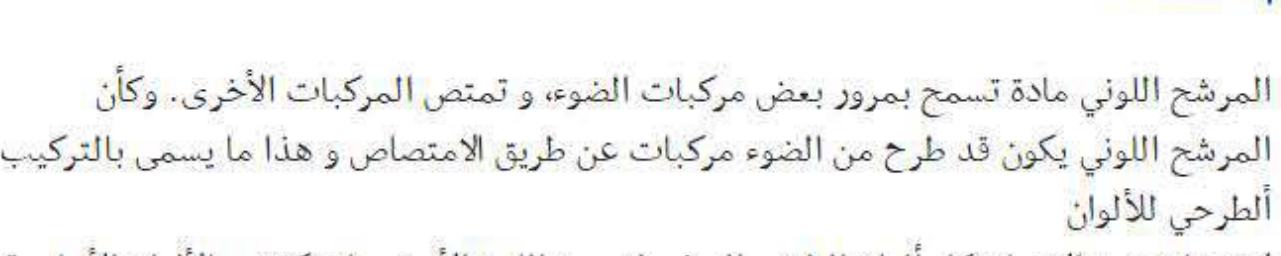 المرشح اللوني مادة تسمح بمرور بعض مركبات الضوء، و تمتص المركبات الأخرى. وكأن
المرشح اللوني يكون قد طرح من الضوء مركبات عن طريق الامتصاص و هذا ما يسمى بالتركيب
ألطرحي للألوان